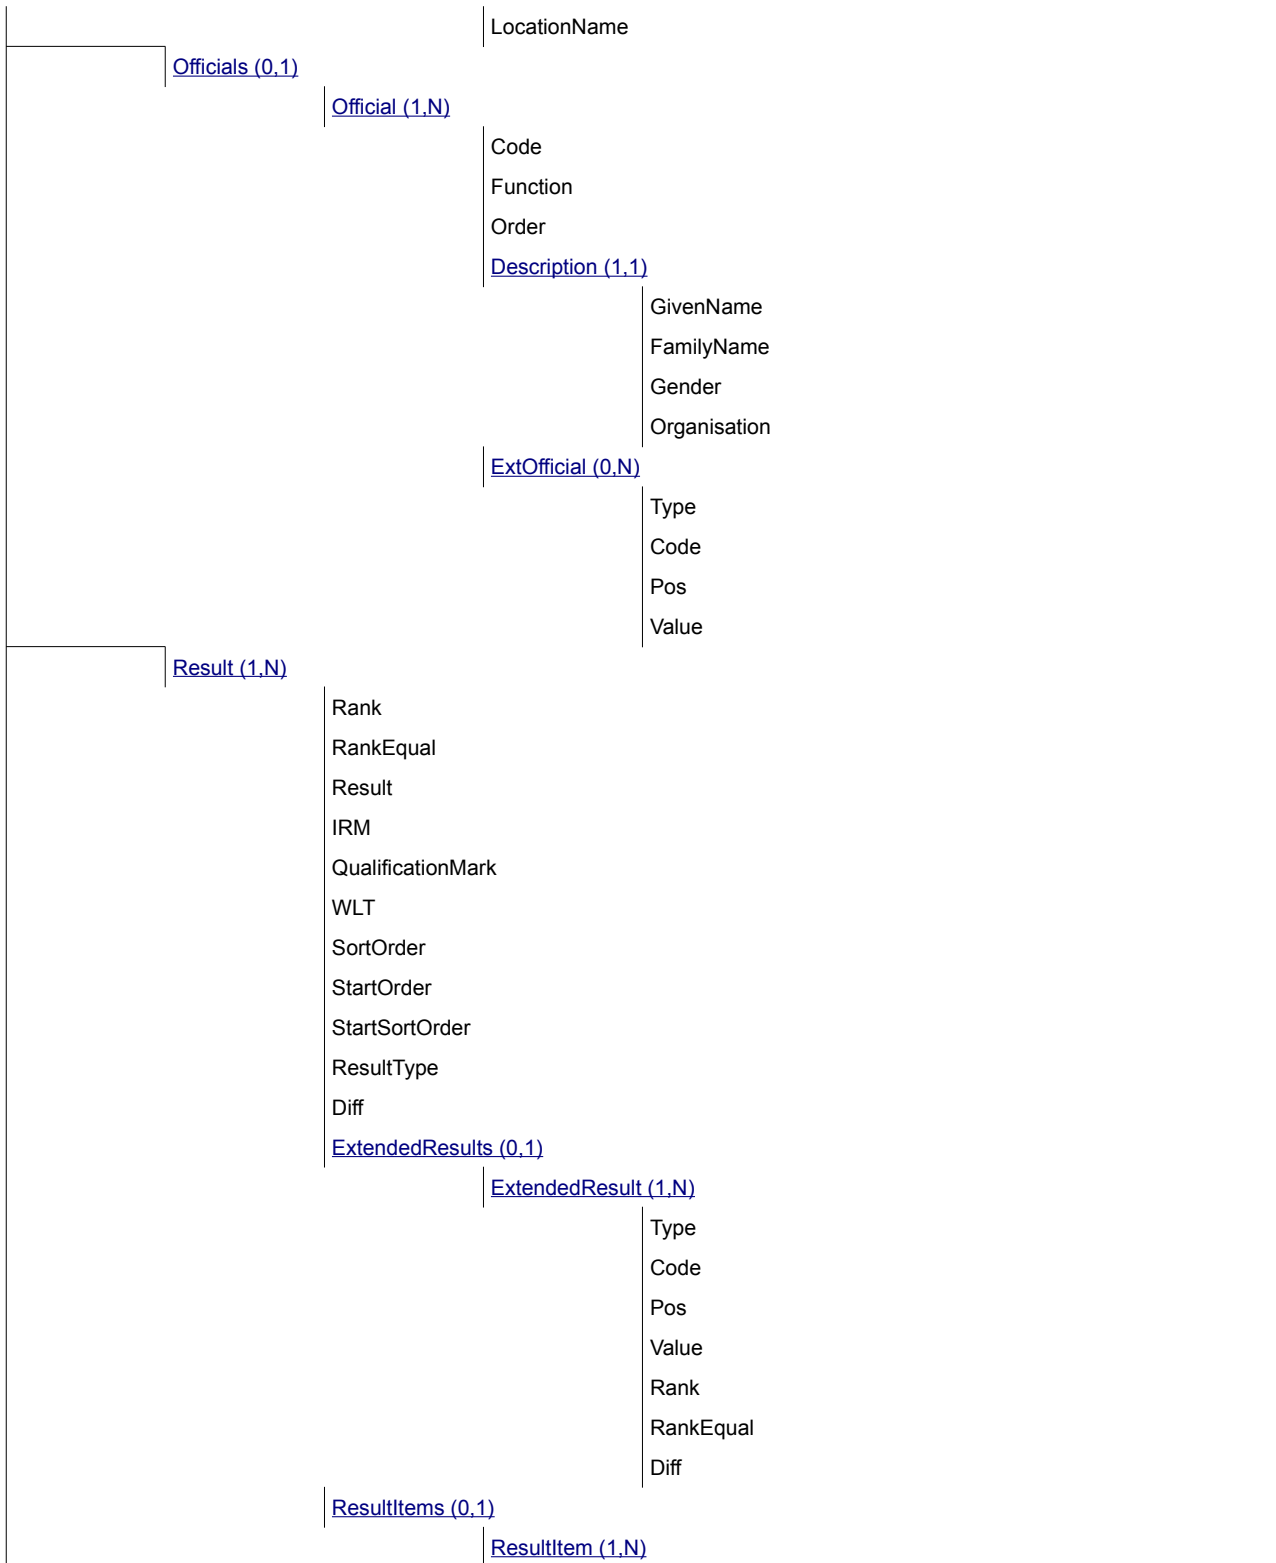 LocationName
Officials (0,1)
Official (1,N)
Code
Function
Order
Description (1,1)
GivenName
FamilyName
Gender
Organisation
ExtOfficial (0,N)
Type
Code
Pos
Value
Result (1,N)
Rank
RankEqual
Result
IRM
QualificationMark
WLT
SortOrder
StartOrder
StartSortOrder
ResultType
Diff
ExtendedResults (0,1)
ExtendedResult (1,N)
Type
Code
Pos
Value
Rank
RankEqual
Diff
ResultItems (0,1)
ResultItem (1,N)